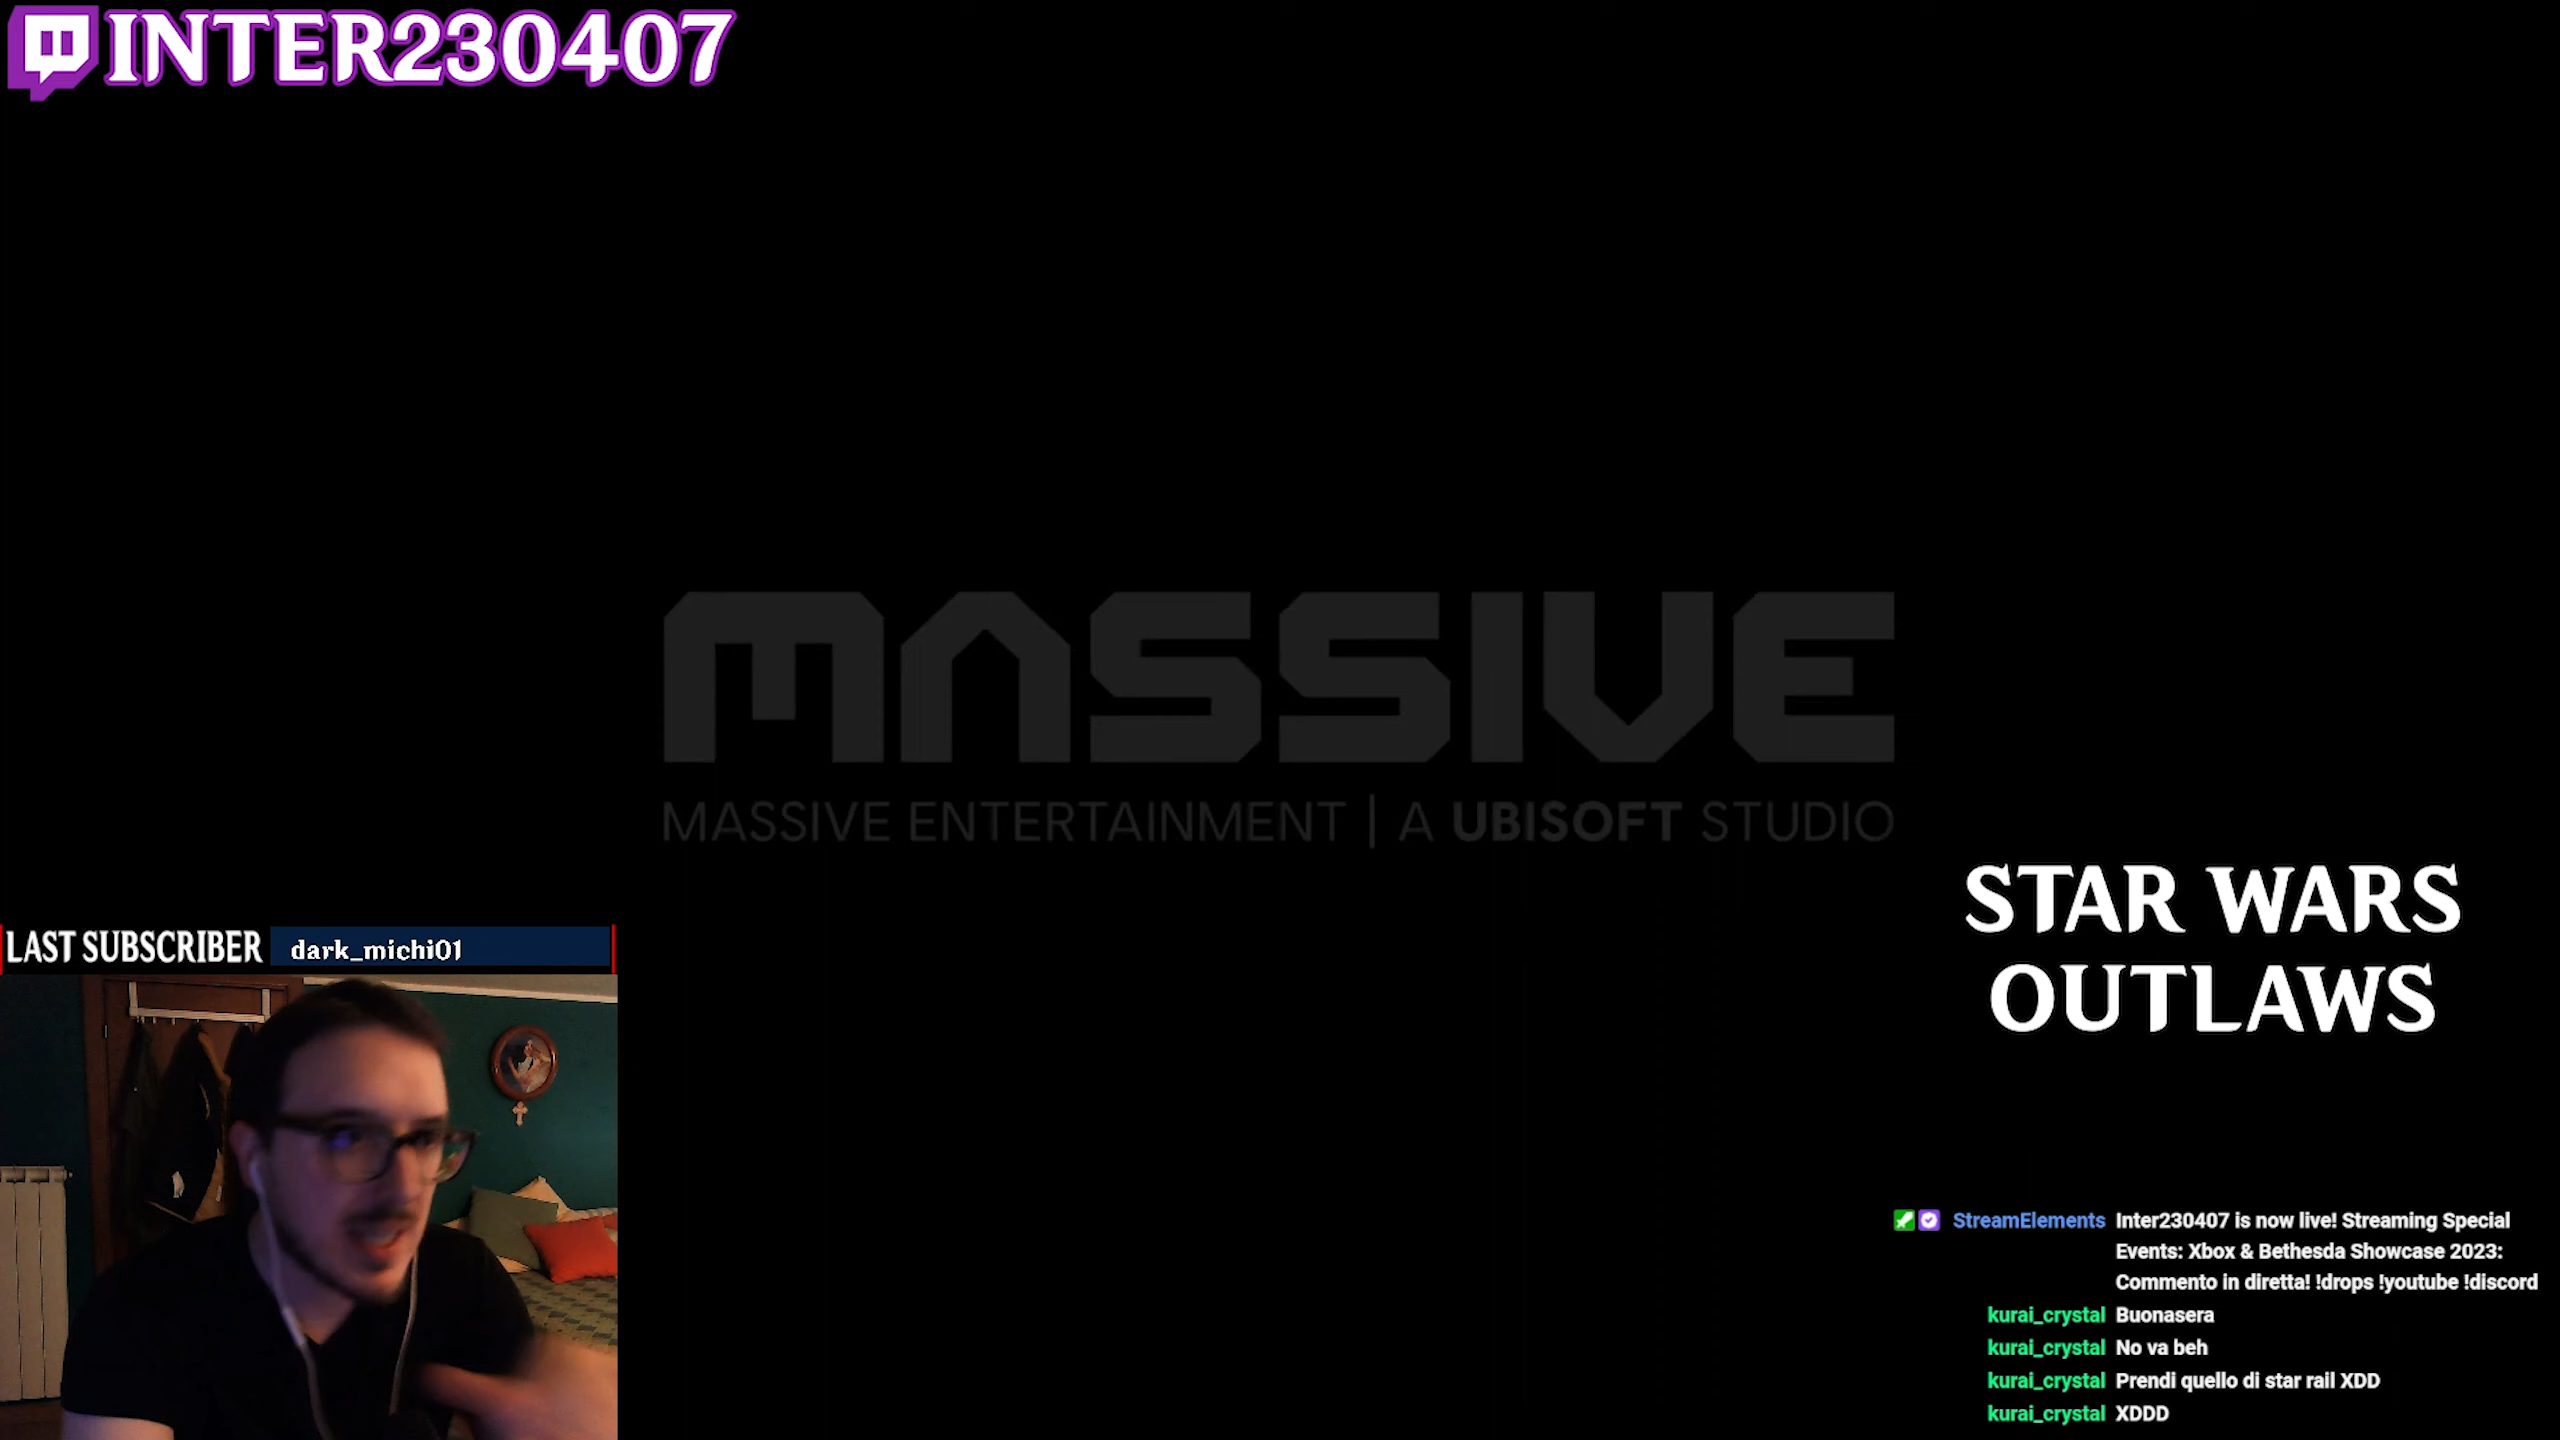 INTER230407
MASSIVE
MASSIVE ENTERTAINMENT | A UBISOFT STUDIO
STAR WARS
OUTLAWS
LAST SUBSCRIBER dark_michi01
StreamElements Inter230407 is now live! Streaming Special
Events: Xbox & Bethesda Showcase 2023:
Commento in diretta! !drops !youtube !discord
kurai_crystal Buonasera
kurai_crystal No va beh
kurai_crystal Prendi quello di star rail XDD
kurai_crystal XDDD